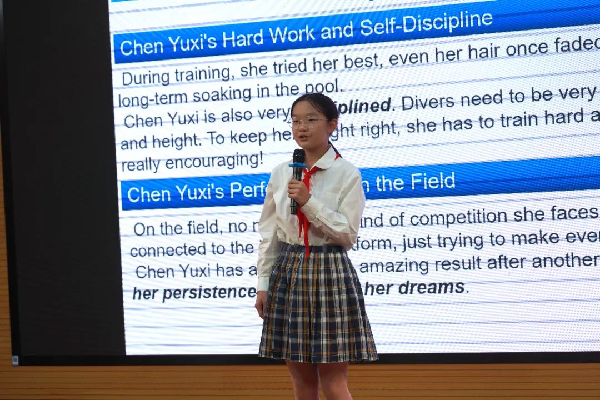 Chen Yuxi's Hard Work and Self-Discipline
During training, she tried her best, even her hair once faded
long-term soaking in the pool.
Chen Yuxi is also very plined. Divers need to be very
and height. To keep he ght right, she has to train hard a
really encouraging!
Chen Yuxi's Perf n the Field
On the field, no ind of competition she faces
connected to the form, just trying to make ever
Chen Yuxi has a amazing result after another
her persistence her dreams.